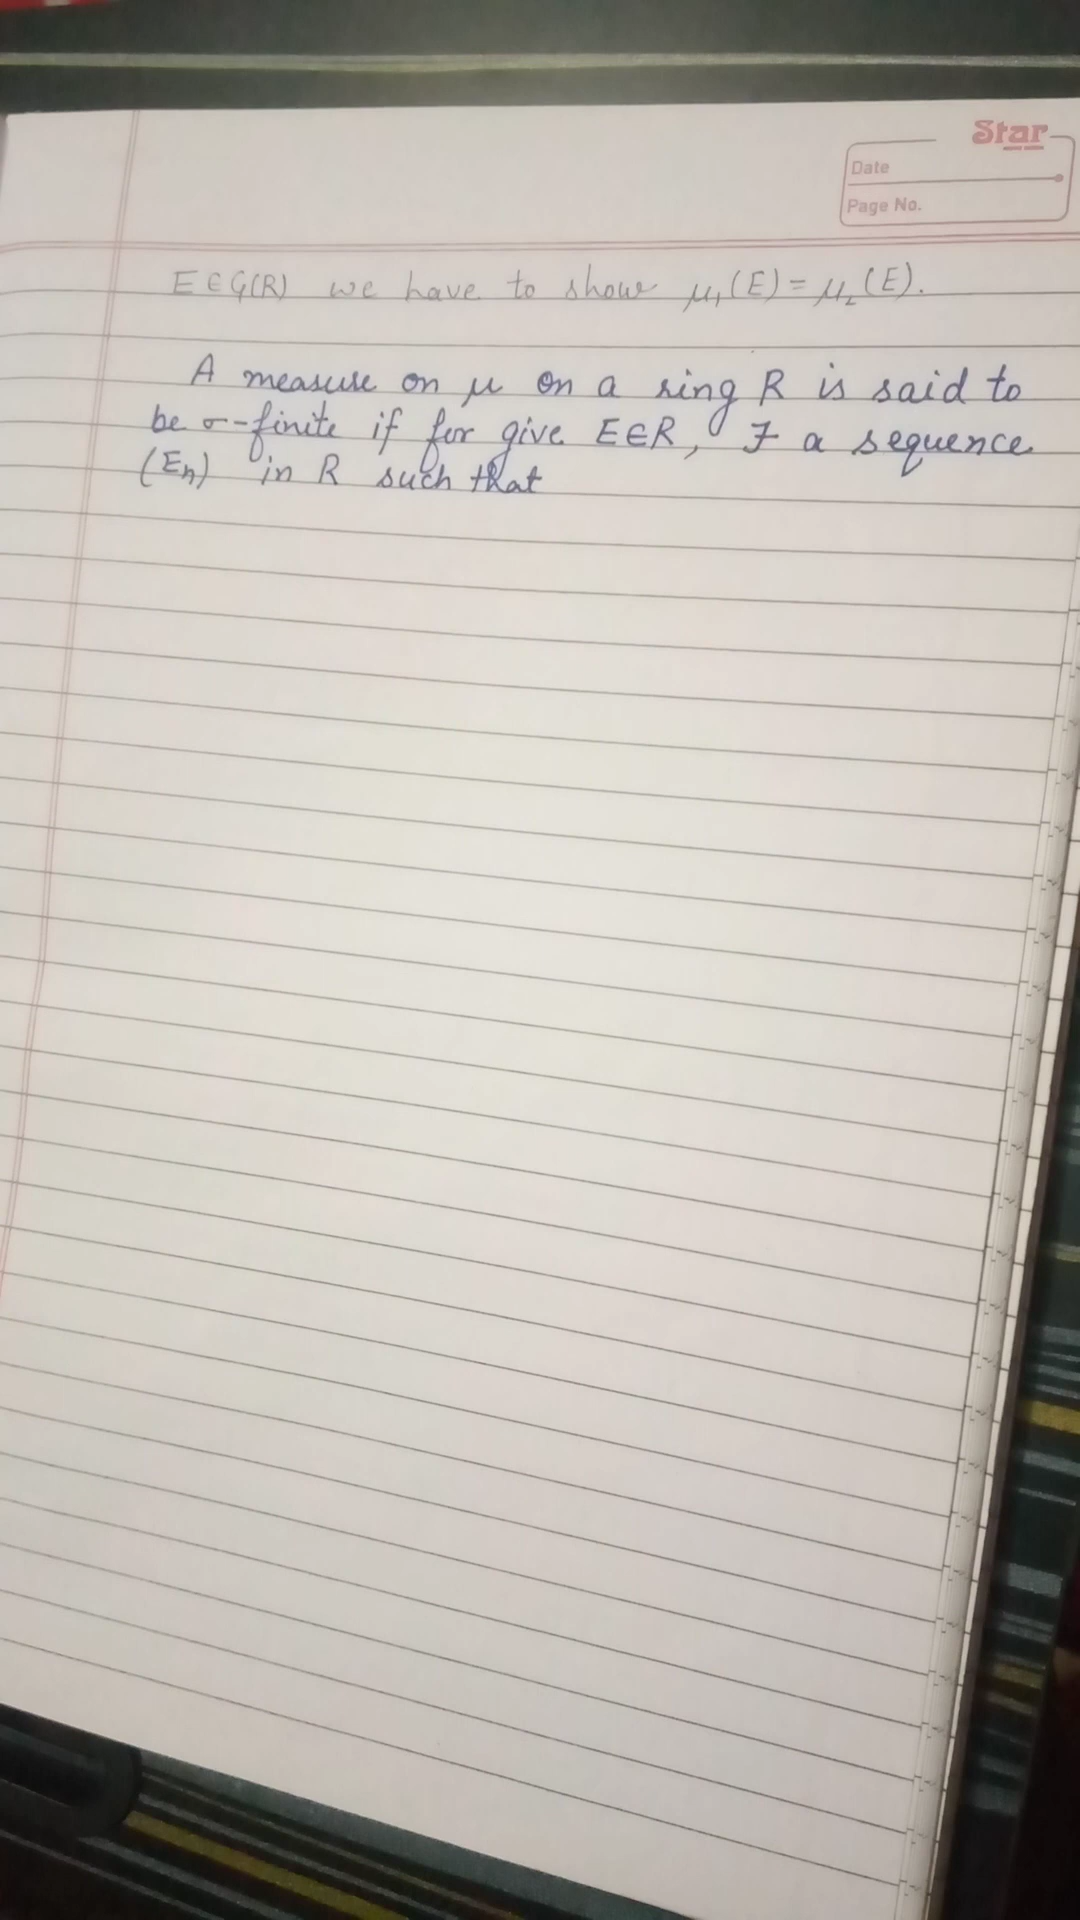 Star
Date
Page No.
E ∈ G(R) we have to show μ₁(E) = μ₂(E).
A measure on μ on a ring R is said to
be σ-finite if for give E∈R, ∃ a sequence
(En) in R such that